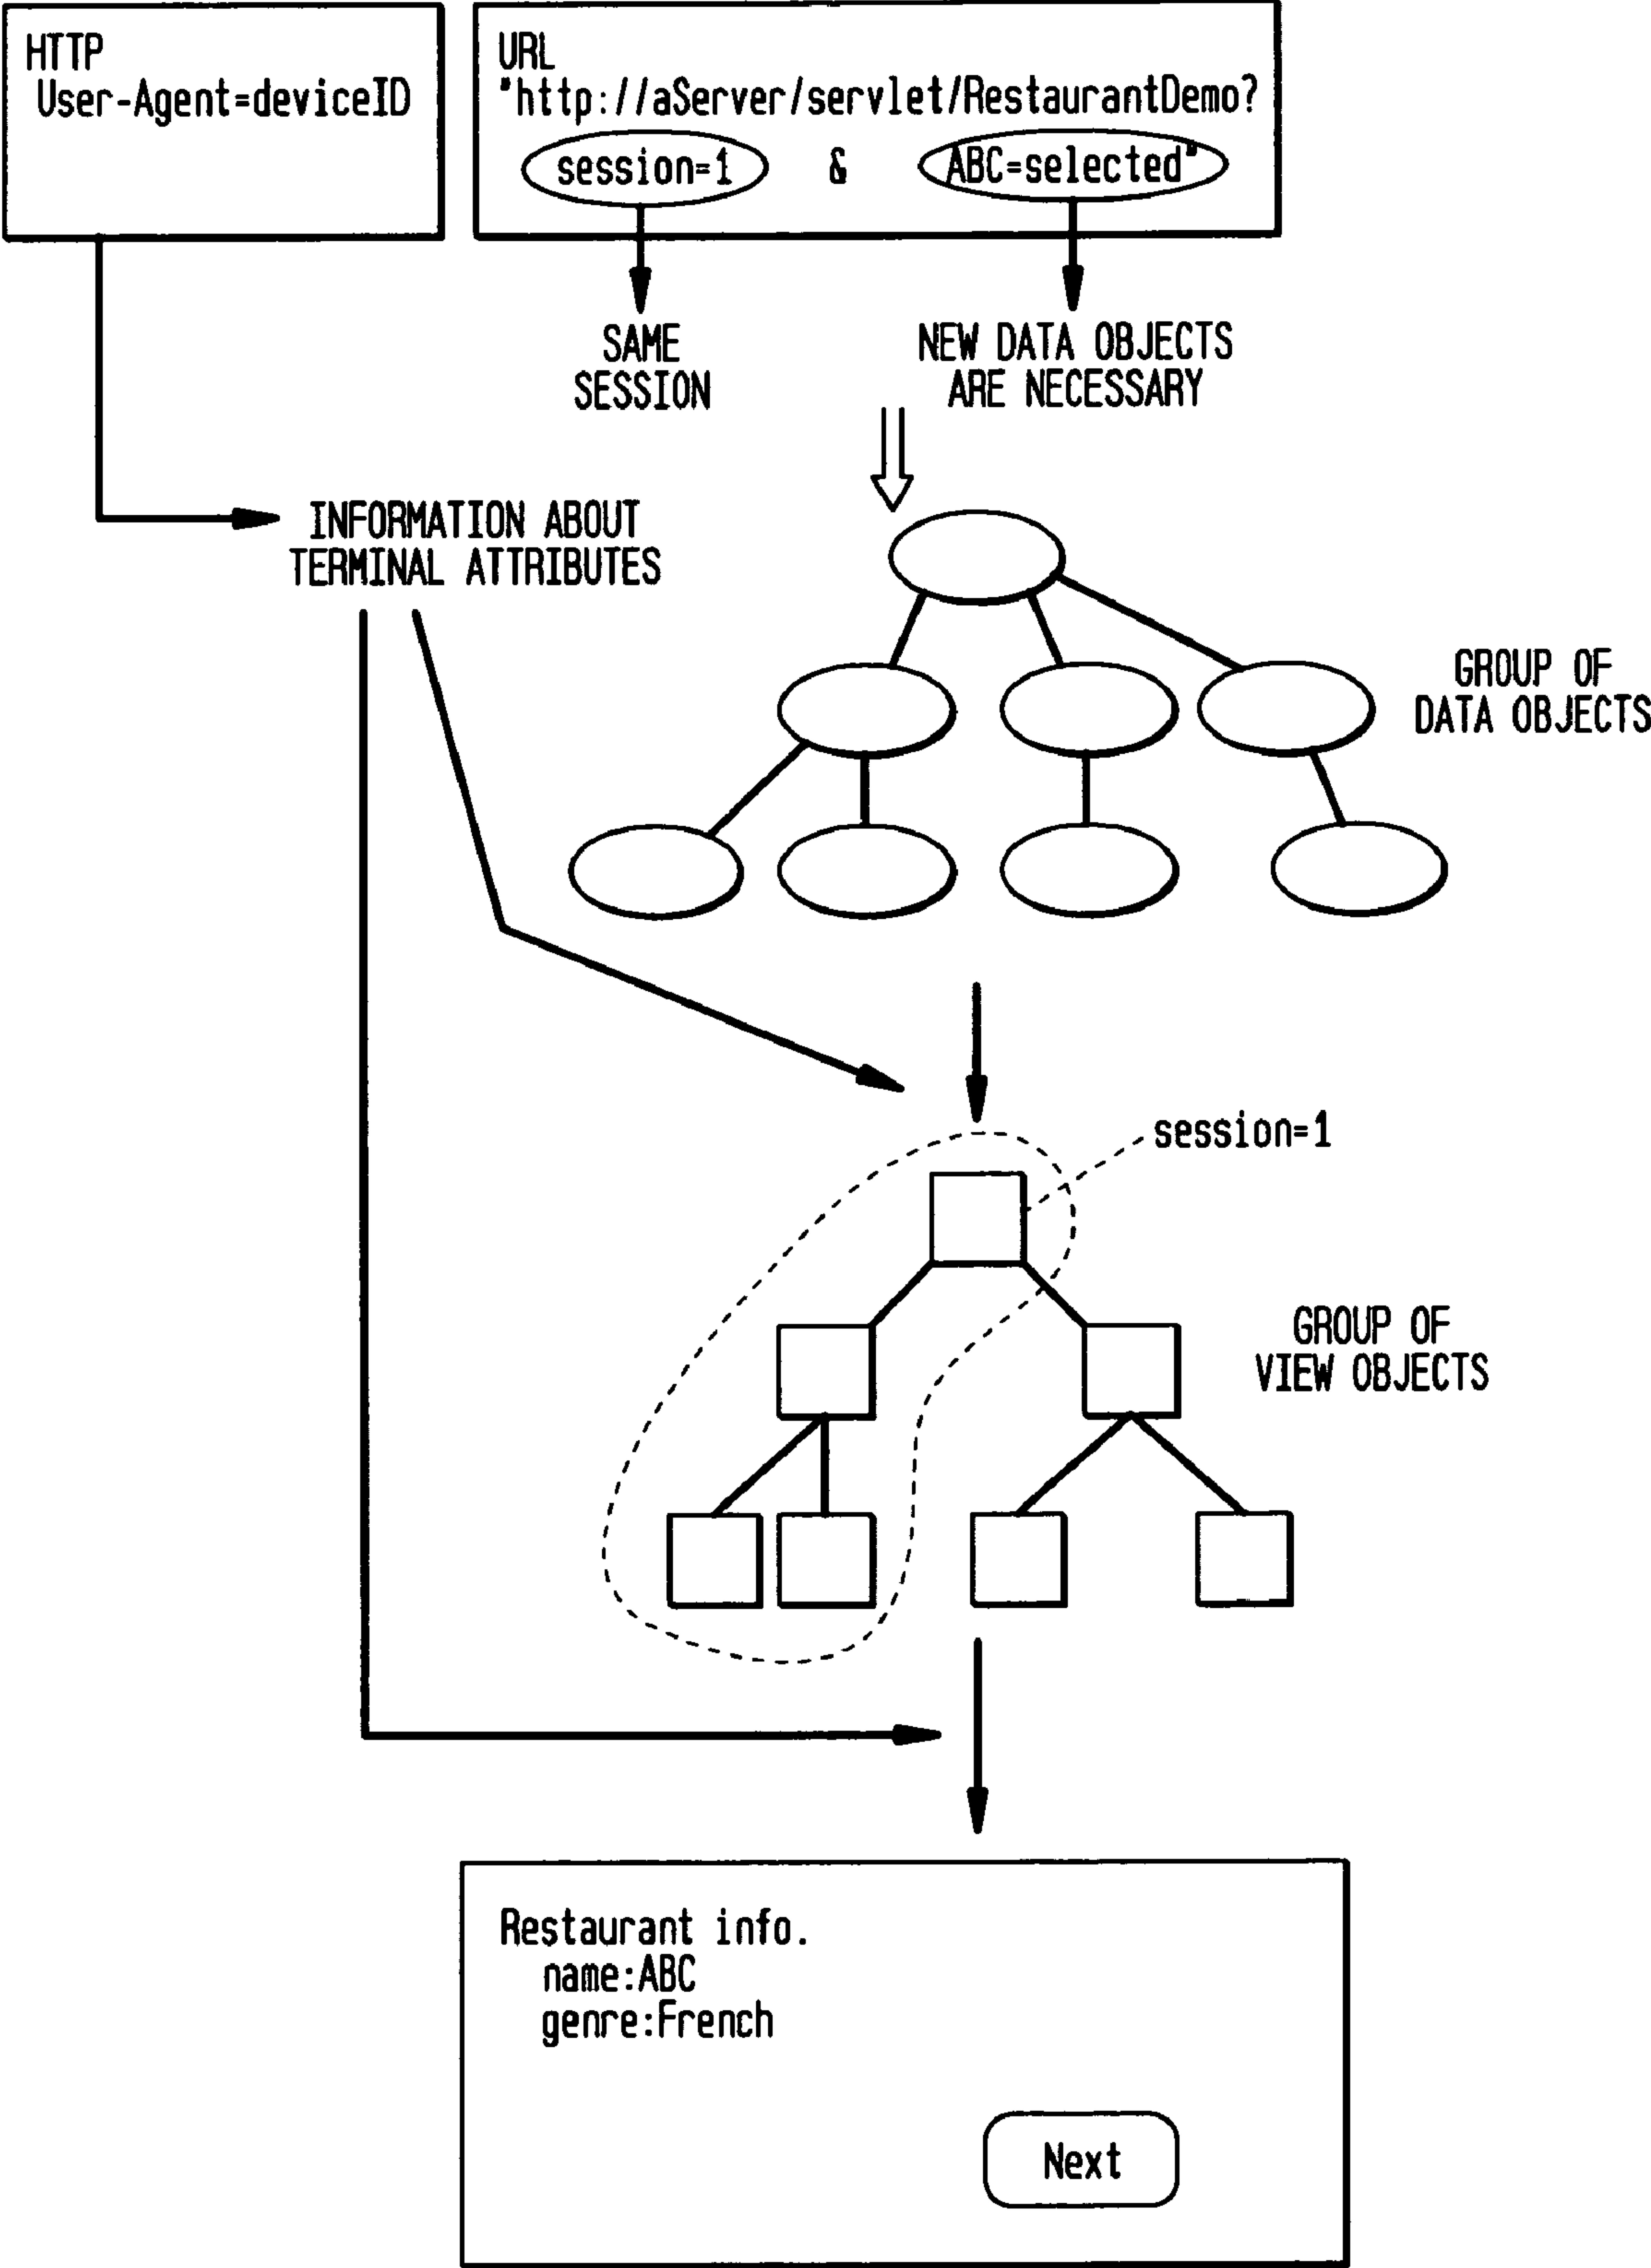 HTTP
User-Agent=deviceID
URL
"http://aServer/servlet/RestaurantDemo?
session=1 & ABC=selected"
SAME
SESSION
NEW DATA OBJECTS
ARE NECESSARY
INFORMATION ABOUT
TERMINAL ATTRIBUTES
GROUP OF
DATA OBJECTS
session=1
GROUP OF
VIEW OBJECTS
Restaurant info.
name:ABC
genre:French
Next